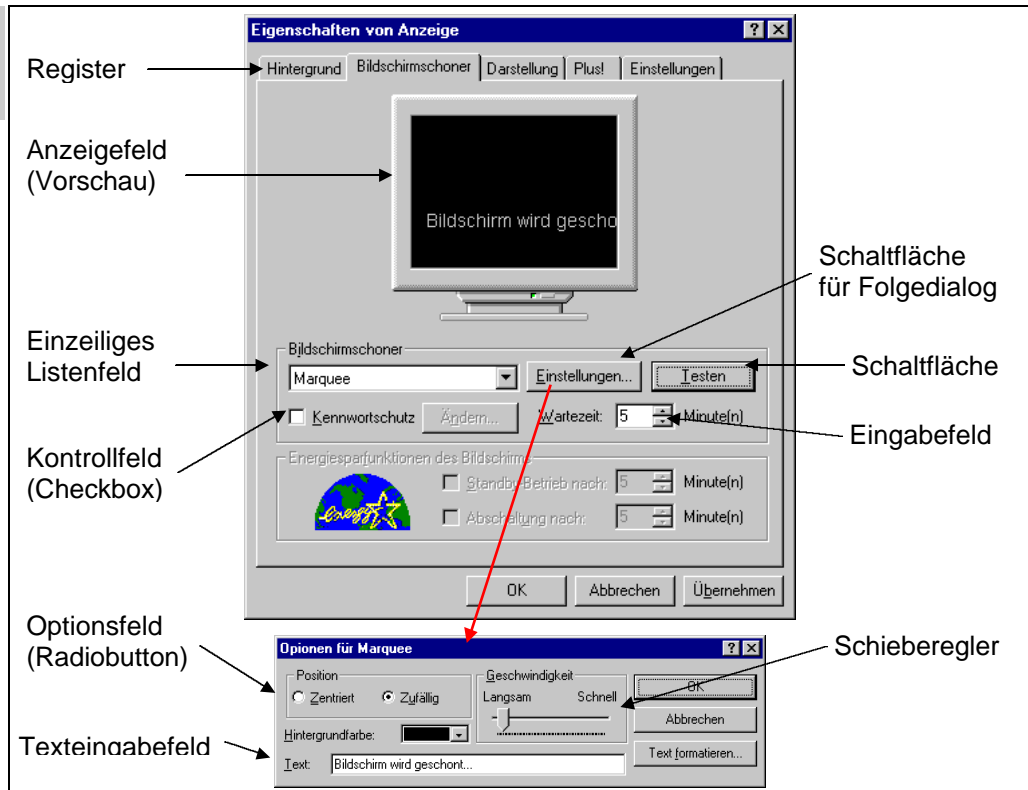 Eigenschaften von Anzeige
Register
Hintergrund Bildschirmschoner Darstellung Plus! Einstellungen
Anzeigefeld
(Vorschau)
Bildschirm wird gescho
Schaltfläche
für Folgedialog
Einzeiliges
Listenfeld
Bildschirmschoner
Marquee Einstellungen... Testen
Schaltfläche
Kennwortschutz Ändern... Wartezeit: 5 Minute(n)
Eingabefeld
Kontrollfeld
(Checkbox)
Energiesparfunktionen des Bildschirms
Standby-Betrieb nach: 5 Minute(n)
energy
Abschaltung nach: 5 Minute(n)
OK Abbrechen Übernehmen
Optionsfeld
(Radiobutton)
Opionen für Marquee
Schieberegler
Position Geschwindigkeit
Zentriert Zufällig Langsam Schnell OK
Abbrechen
Hintergrundfarbe:
Texteingabefeld
Text: Bildschirm wird geschont... Text formatieren...